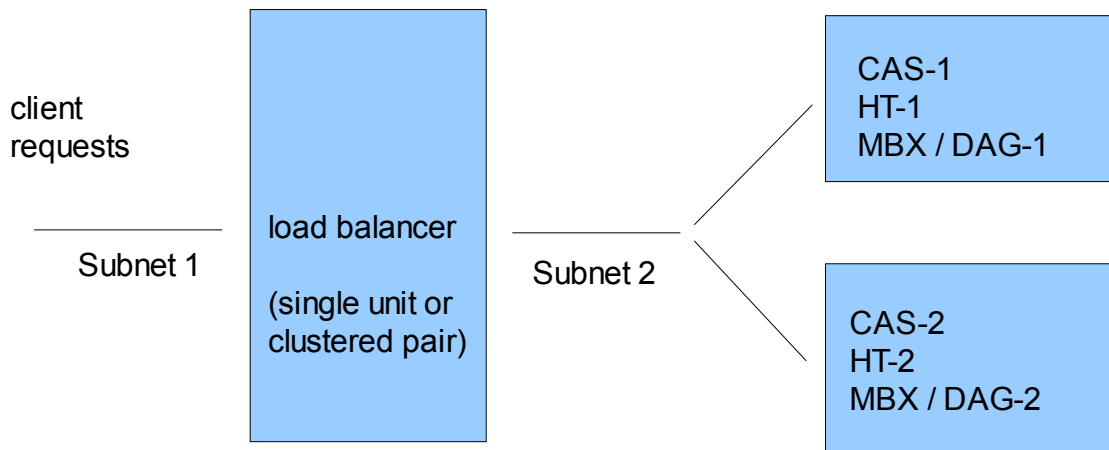 client
requests
Subnet 1
load balancer
(single unit or
clustered pair)
Subnet 2
CAS-1
HT-1
MBX / DAG-1
CAS-2
HT-2
MBX / DAG-2